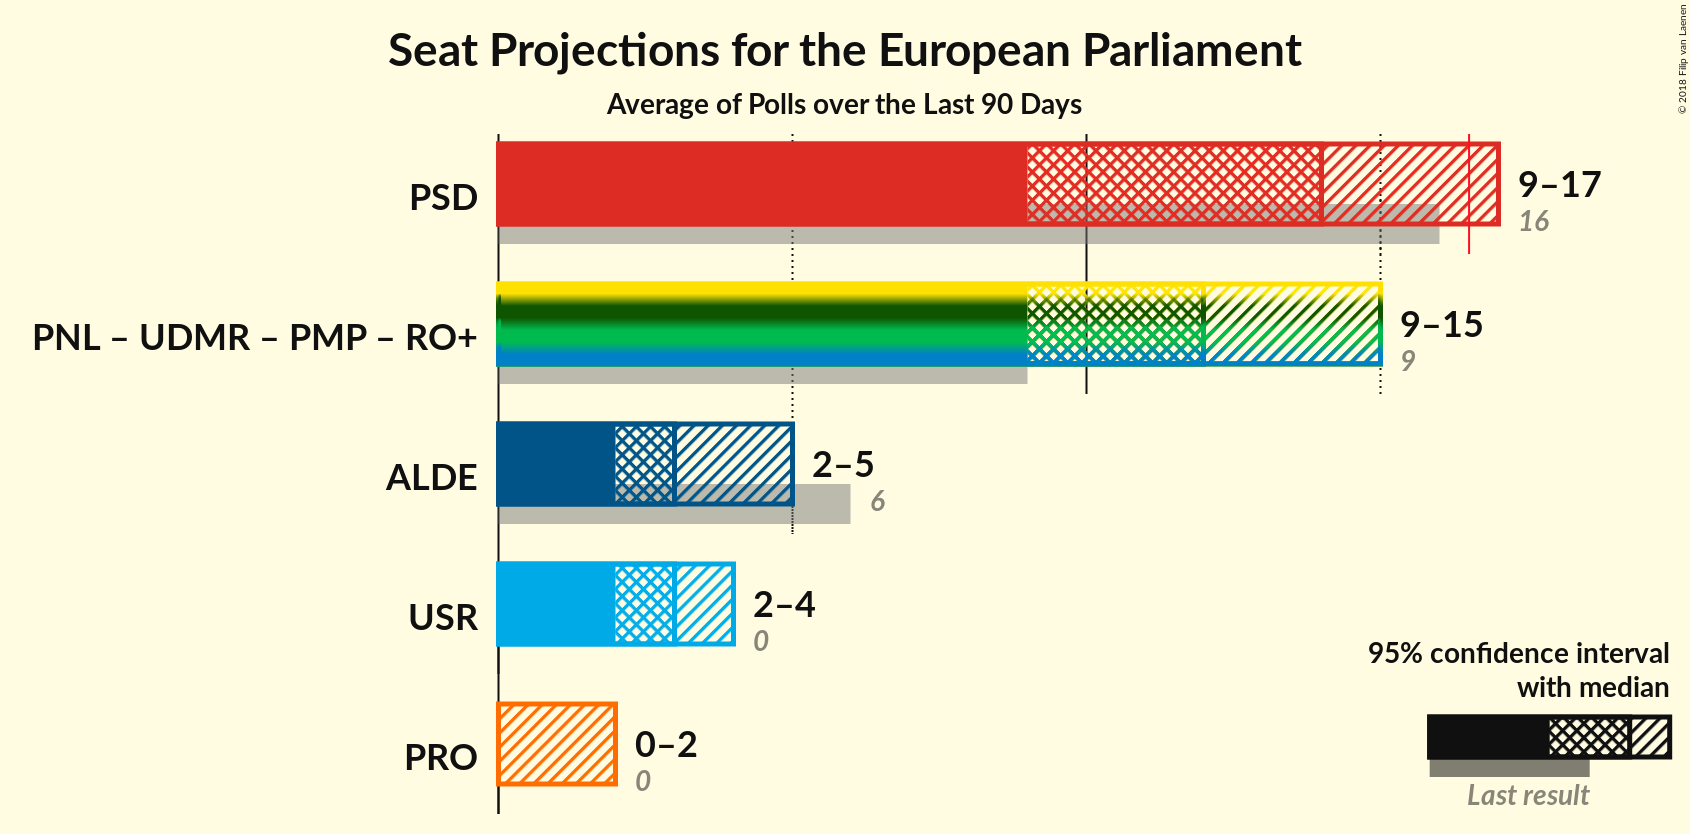 Seat Projections for the European Parliament
Average of Polls over the Last 90 Days
© 2018 Filip van Laenen
PSD
9–17
16
PNL – UDMR – PMP – RO+
9–15
9
ALDE
2–5
6
USR
2–4
0
PRO
0–2
0
95% confidence interval
with median
Last result